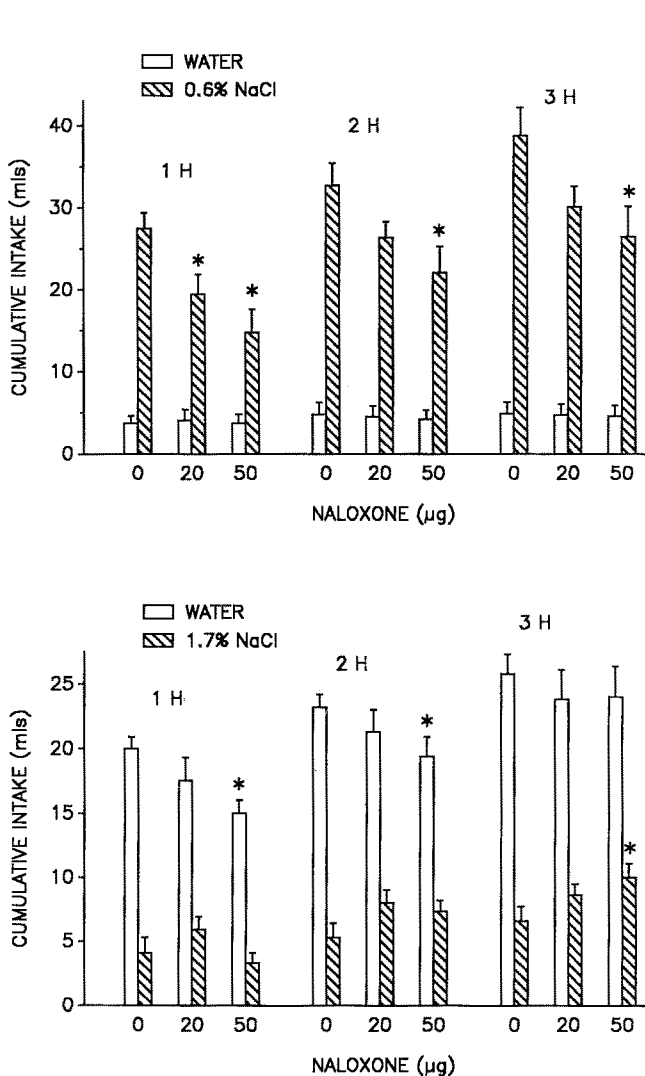 WATER
0.6% NaCl
3 H
2 H
1 H
CUMULATIVE INTAKE (mls)
40
30
20
10
0
0 20 50 0 20 50 0 20 50
NALOXONE (μg)
WATER
1.7% NaCl
3 H
2 H
1 H
CUMULATIVE INTAKE (mls)
25
20
15
10
5
0
0 20 50 0 20 50 0 20 50
NALOXONE (μg)